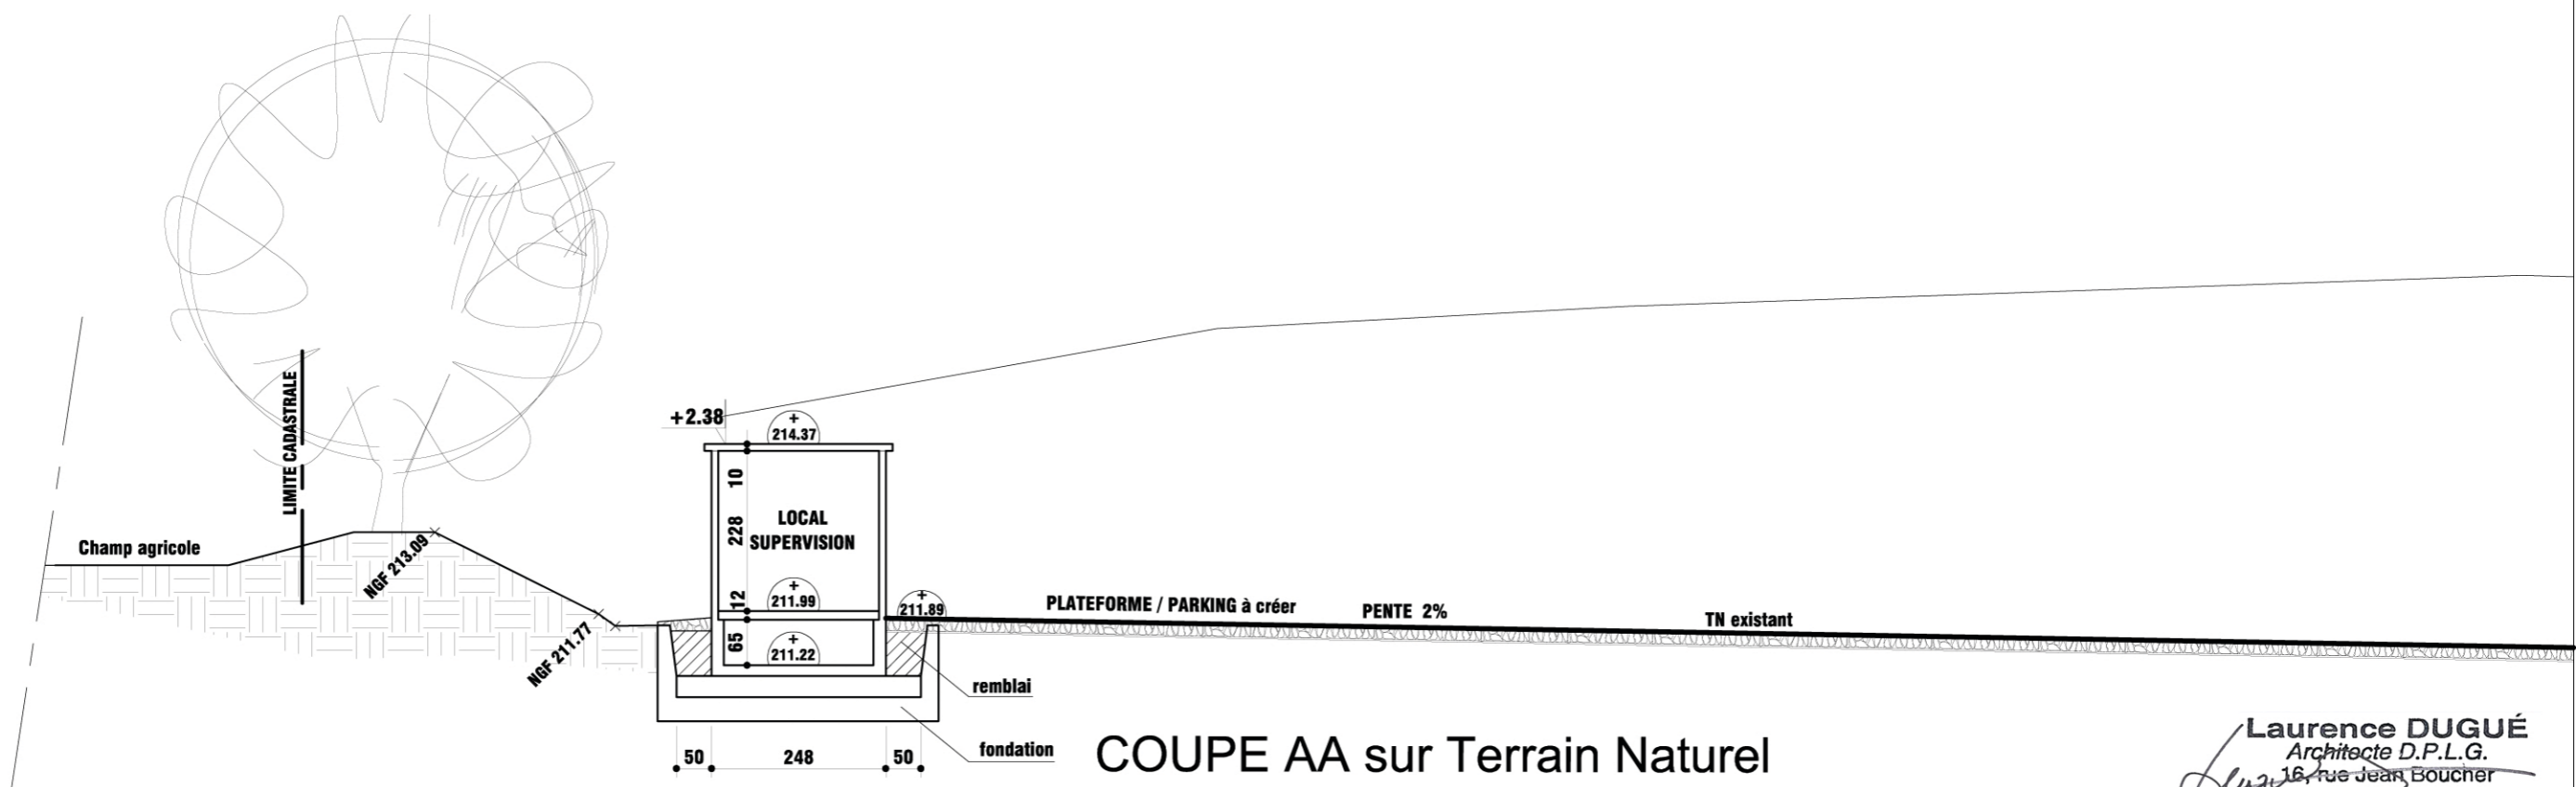 LIMITE CADASTRALE
Champ agricole
NGF 213.09
NGF 211.77
+2.38
+
214.37
10
228
12
65
LOCAL
SUPERVISION
+
211.99
+
211.22
+
211.89
PLATEFORME / PARKING à créer
PENTE 2%
TN existant
remblai
fondation
50
248
50
COUPE AA sur Terrain Naturel
Laurence DUGUÉ
Architecte D.P.L.G.
16, rue Jean Boucher